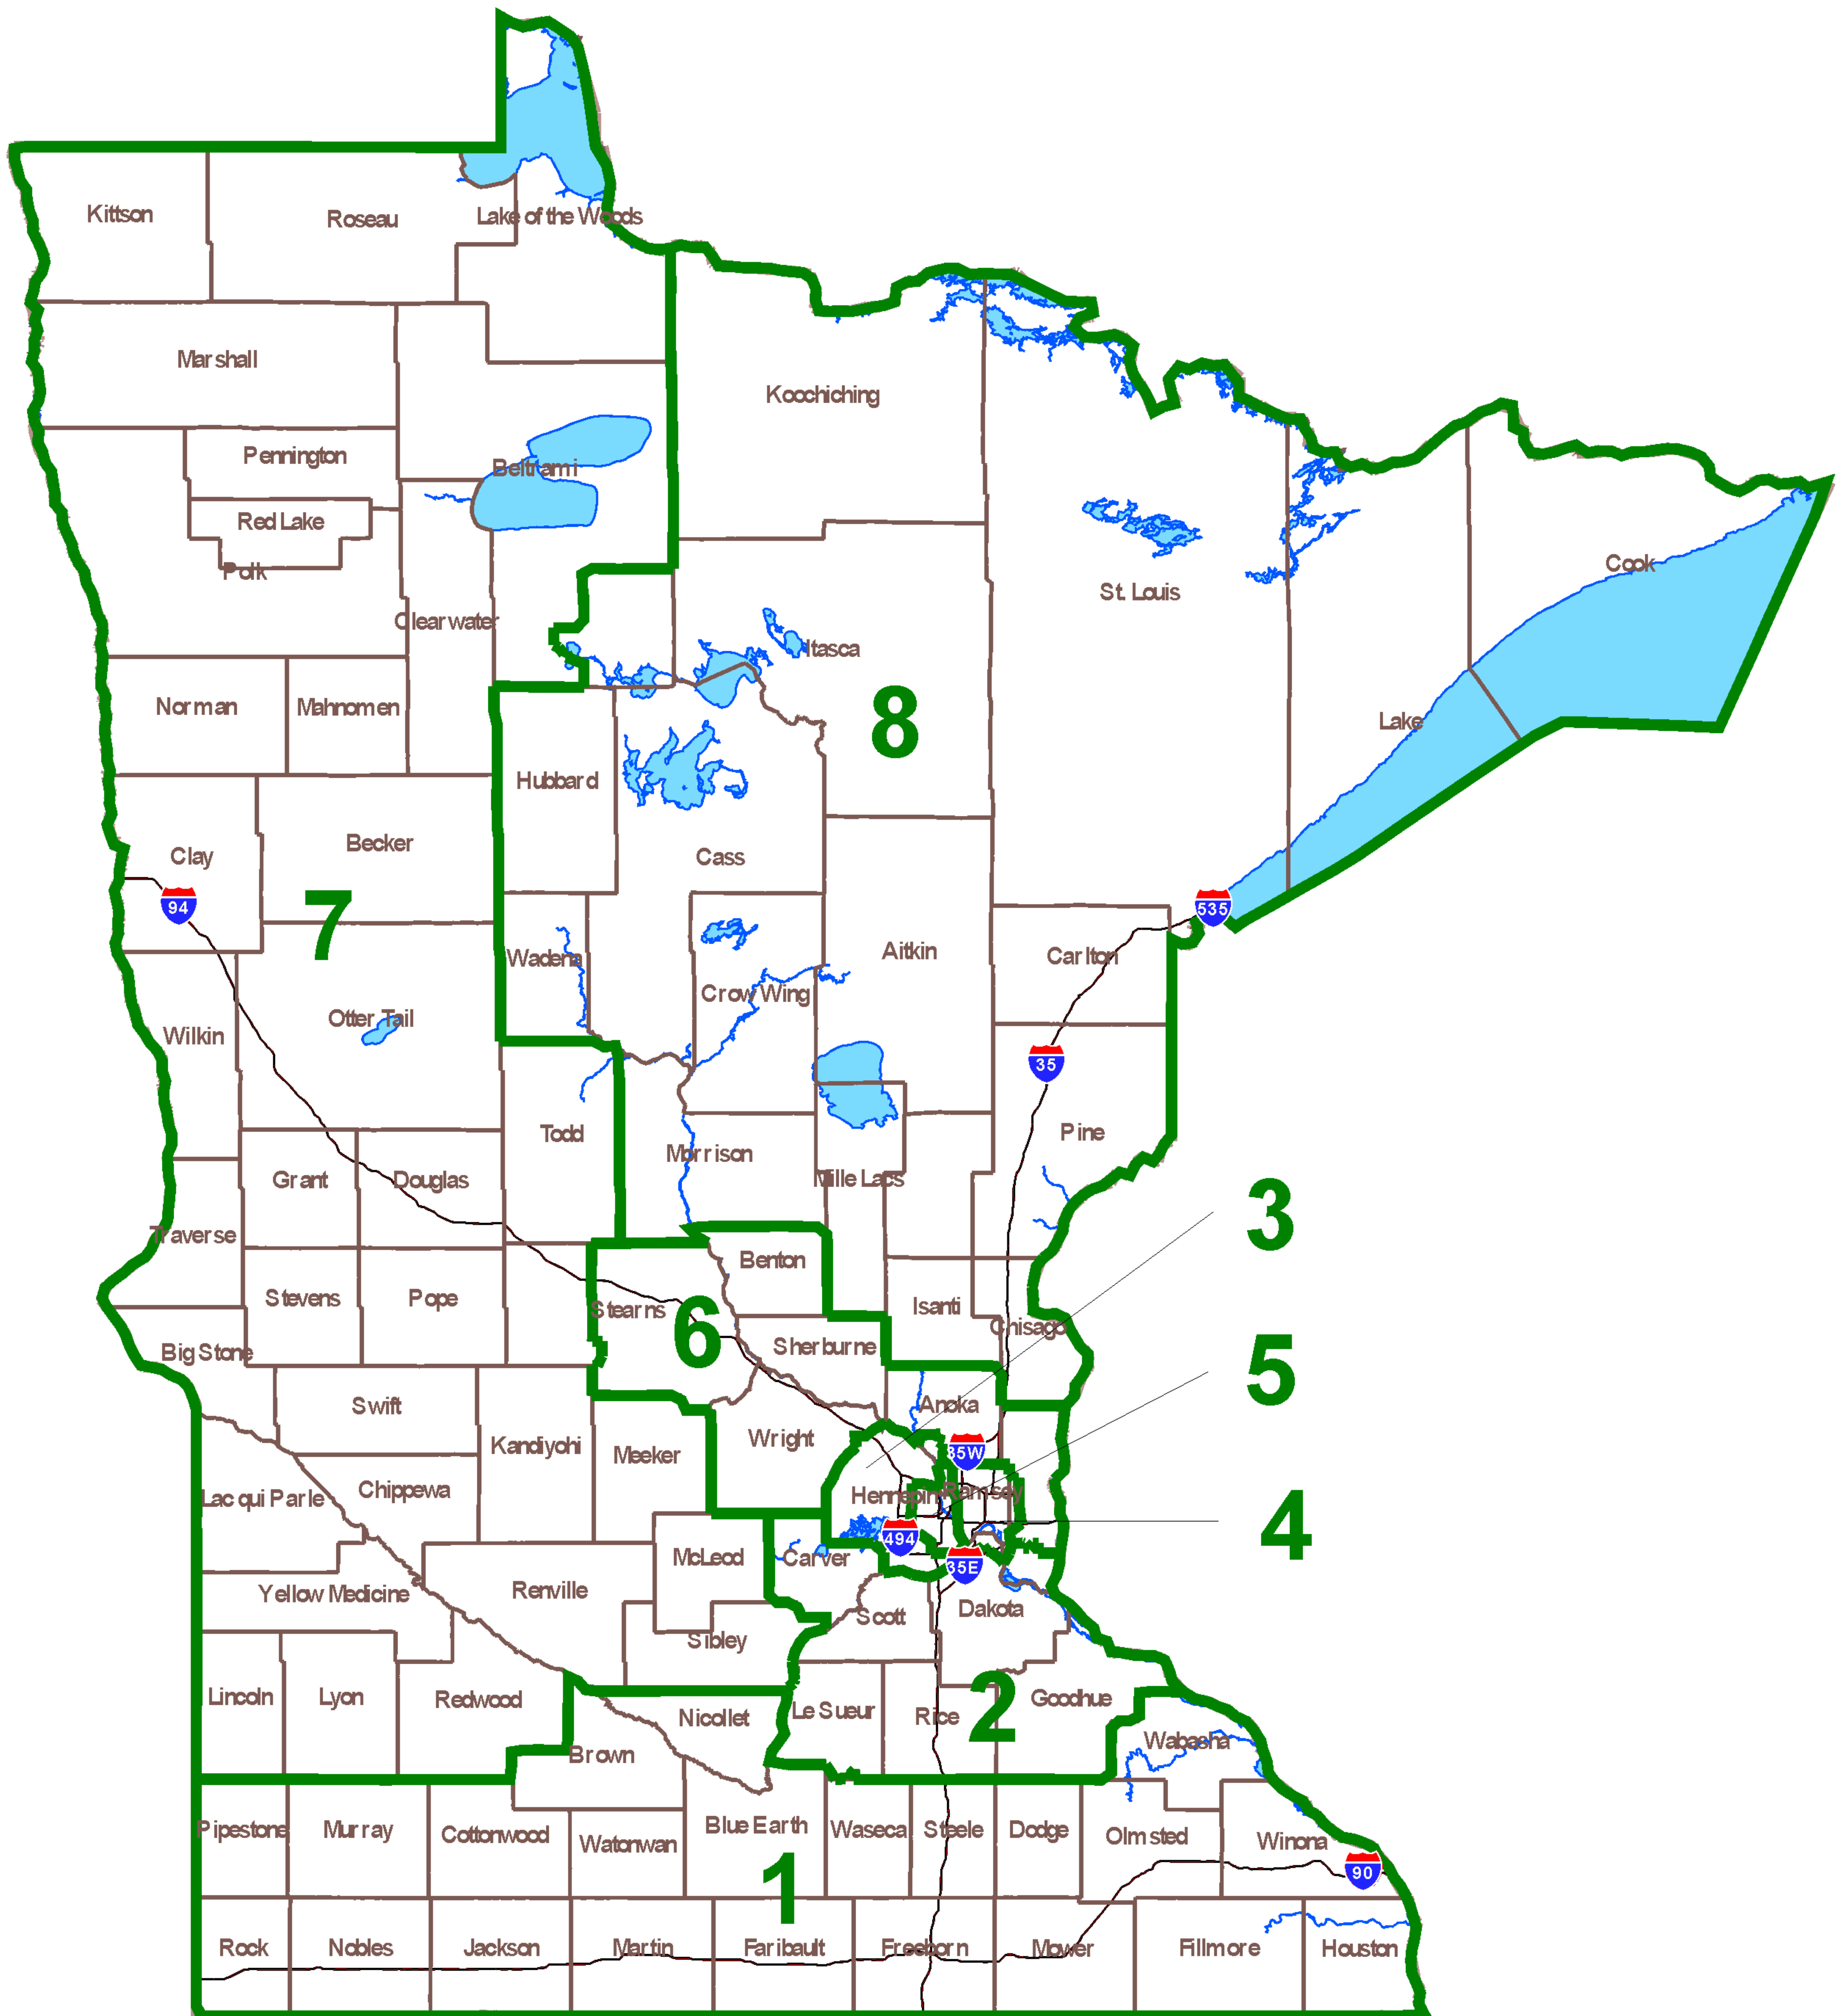 Kittson
Roseau
Lake of the Woods
Marshall
Koochiching
Pennington
Beltrami
Red Lake
Polk
Cook
St. Louis
Clearwater
Itasca
Norman
Mahnomen
Lake
8
Hubbard
Becker
Clay
Cass
94
7
535
Aitkin
Carlton
Wadena
Crow Wing
Otter Tail
Wilkin
35
Todd
Pine
Morrison
Grant
Douglas
Mille Lacs
3
Traverse
Benton
Stevens
Pope
Isanti
Stearns
6
Chisago
Sherburne
Big Stone
5
Swift
Anoka
Wright
Kandiyohi
Meeker
35W
Chippewa
Lac qui Parle
Hennepin
Ramsey
4
494
McLeod
Carver
35E
Yellow Medicine
Renville
Dakota
Scott
Sibley
Lincoln
Lyon
Redwood
Goodhue
2
Le Sueur
Rice
Nicollet
Wabasha
Brown
Pipestone
Murray
Cottonwood
Watonwan
Blue Earth
Waseca
Steele
Dodge
Olmsted
Winona
90
1
Rock
Nobles
Jackson
Martin
Faribault
Freeborn
Mower
Fillmore
Houston